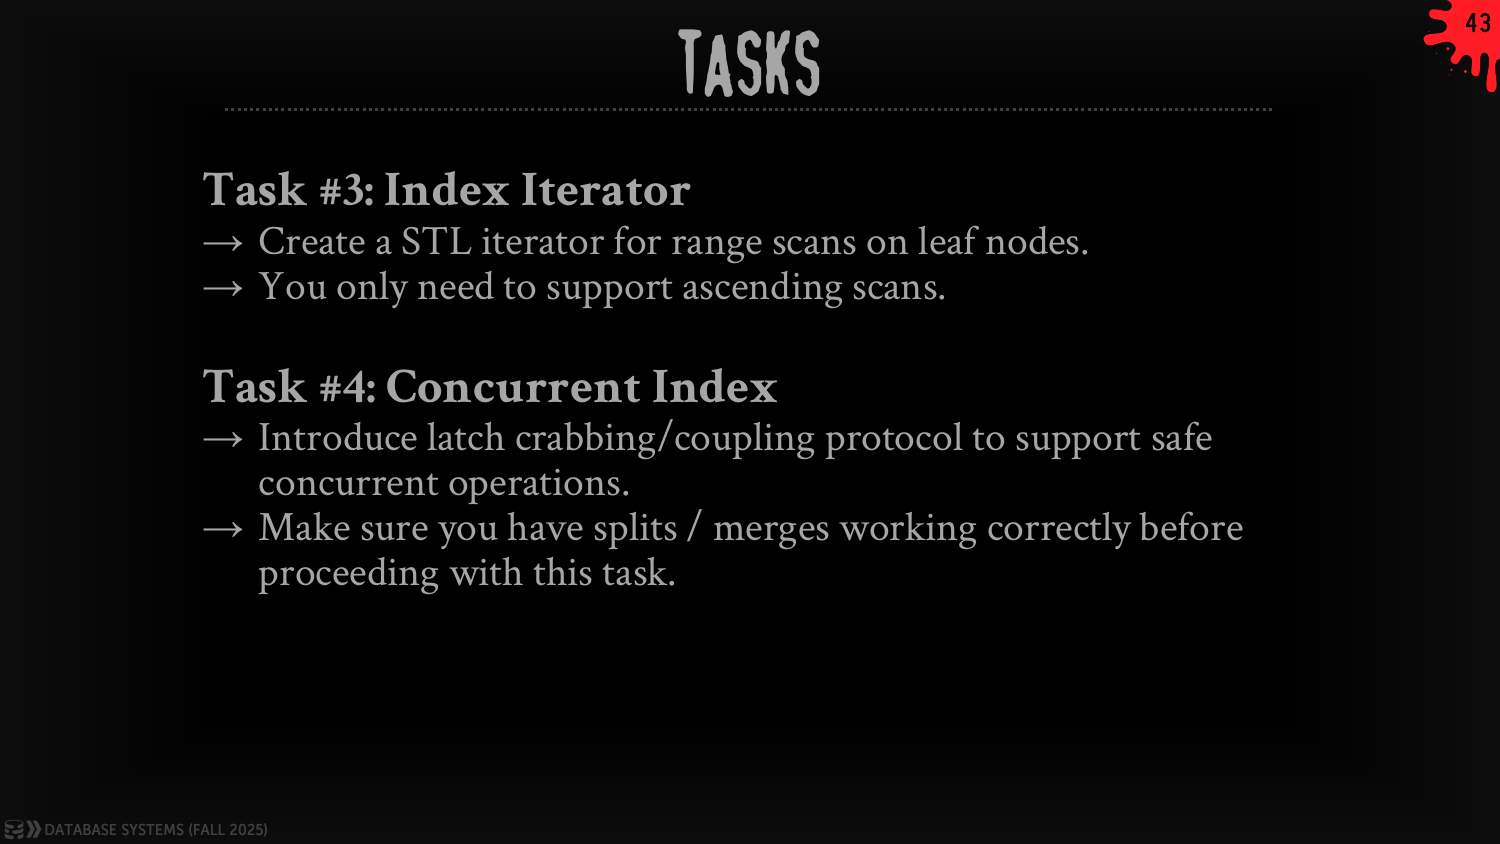 43
TASKS
Task #3: Index Iterator
→ Create a STL iterator for range scans on leaf nodes.
→ You only need to support ascending scans.
Task #4: Concurrent Index
→ Introduce latch crabbing/coupling protocol to support safe
concurrent operations.
→ Make sure you have splits / merges working correctly before
proceeding with this task.
DATABASE SYSTEMS (FALL 2025)